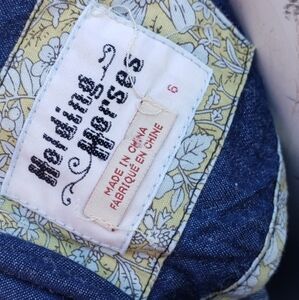 Holding
Horses
6
MADE IN CHINA
FABRIQUÉ EN CHINE